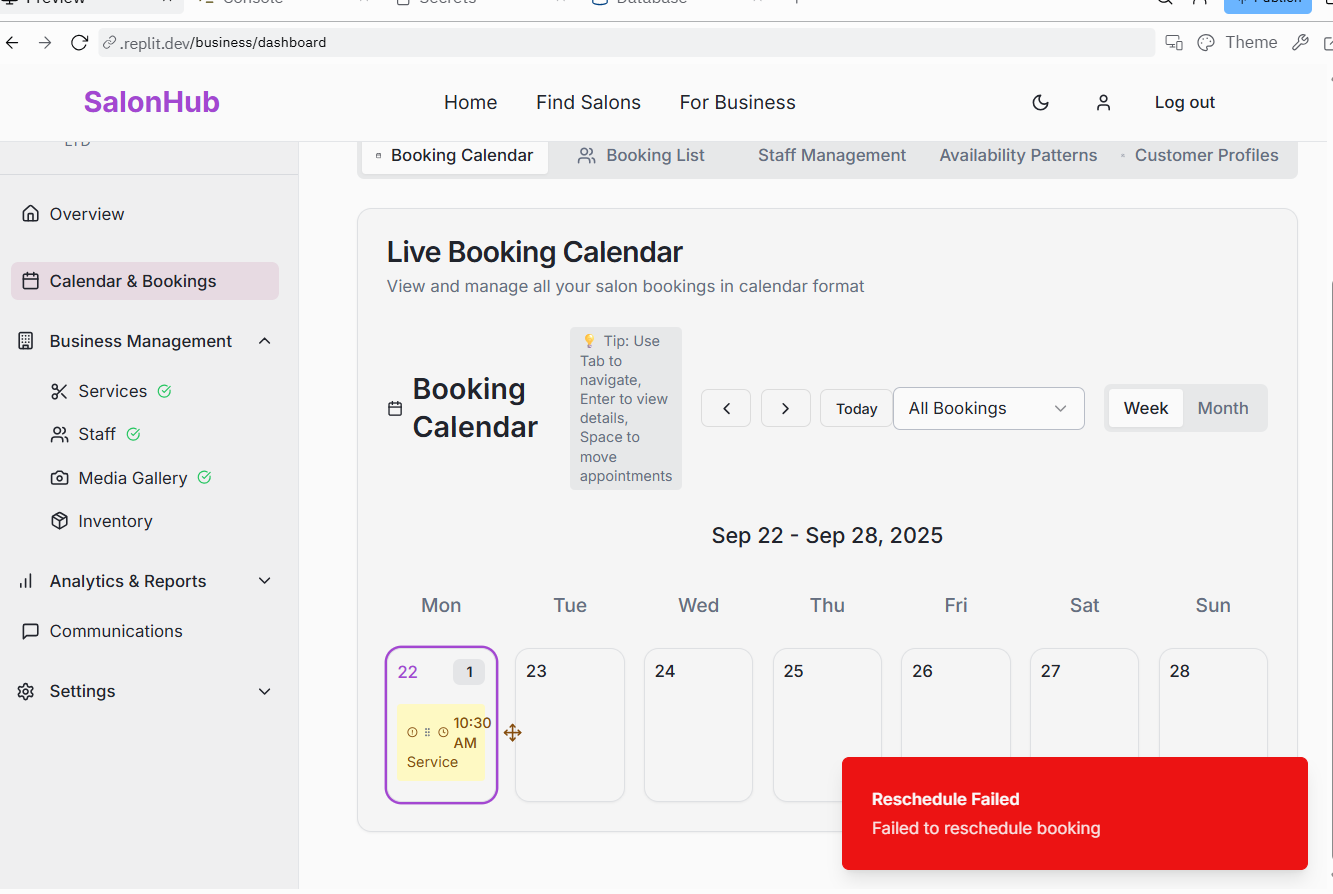 Preview
Console
Secrets
Database
Publish
.replit.dev/business/dashboard
Theme
SalonHub
Home
Find Salons
For Business
Log out
LTD
Booking Calendar
Booking List
Staff Management
Availability Patterns
Customer Profiles
Overview
Calendar & Bookings
Business Management
Services
Staff
Media Gallery
Inventory
Analytics & Reports
Communications
Settings
Live Booking Calendar
View and manage all your salon bookings in calendar format
Booking
Calendar
Tip: Use
Tab to
navigate,
Enter to view
details,
Space to
move
appointments
Today
All Bookings
Week
Month
Sep 22 - Sep 28, 2025
Mon
Tue
Wed
Thu
Fri
Sat
Sun
22
1
23
24
25
26
27
28
10:30
AM
Service
Reschedule Failed
Failed to reschedule booking